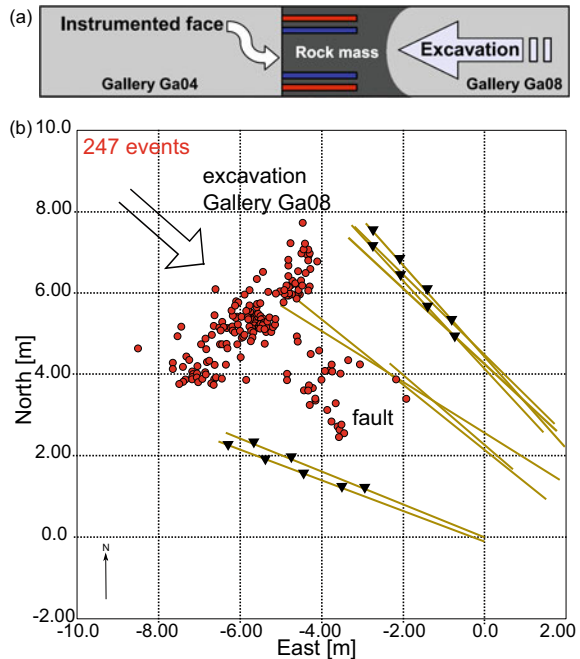 (a)
Instrumented face
Rock mass
Excavation
Gallery Ga04
Gallery Ga08
(b)
10.0
247 events
excavation
Gallery Ga08
8.00
6.00
4.00
fault
2.00
0.0
-2.00
North [m]
N
-10.0 -8.00 -6.00 -4.00 -2.00 0.0 2.00
East [m]